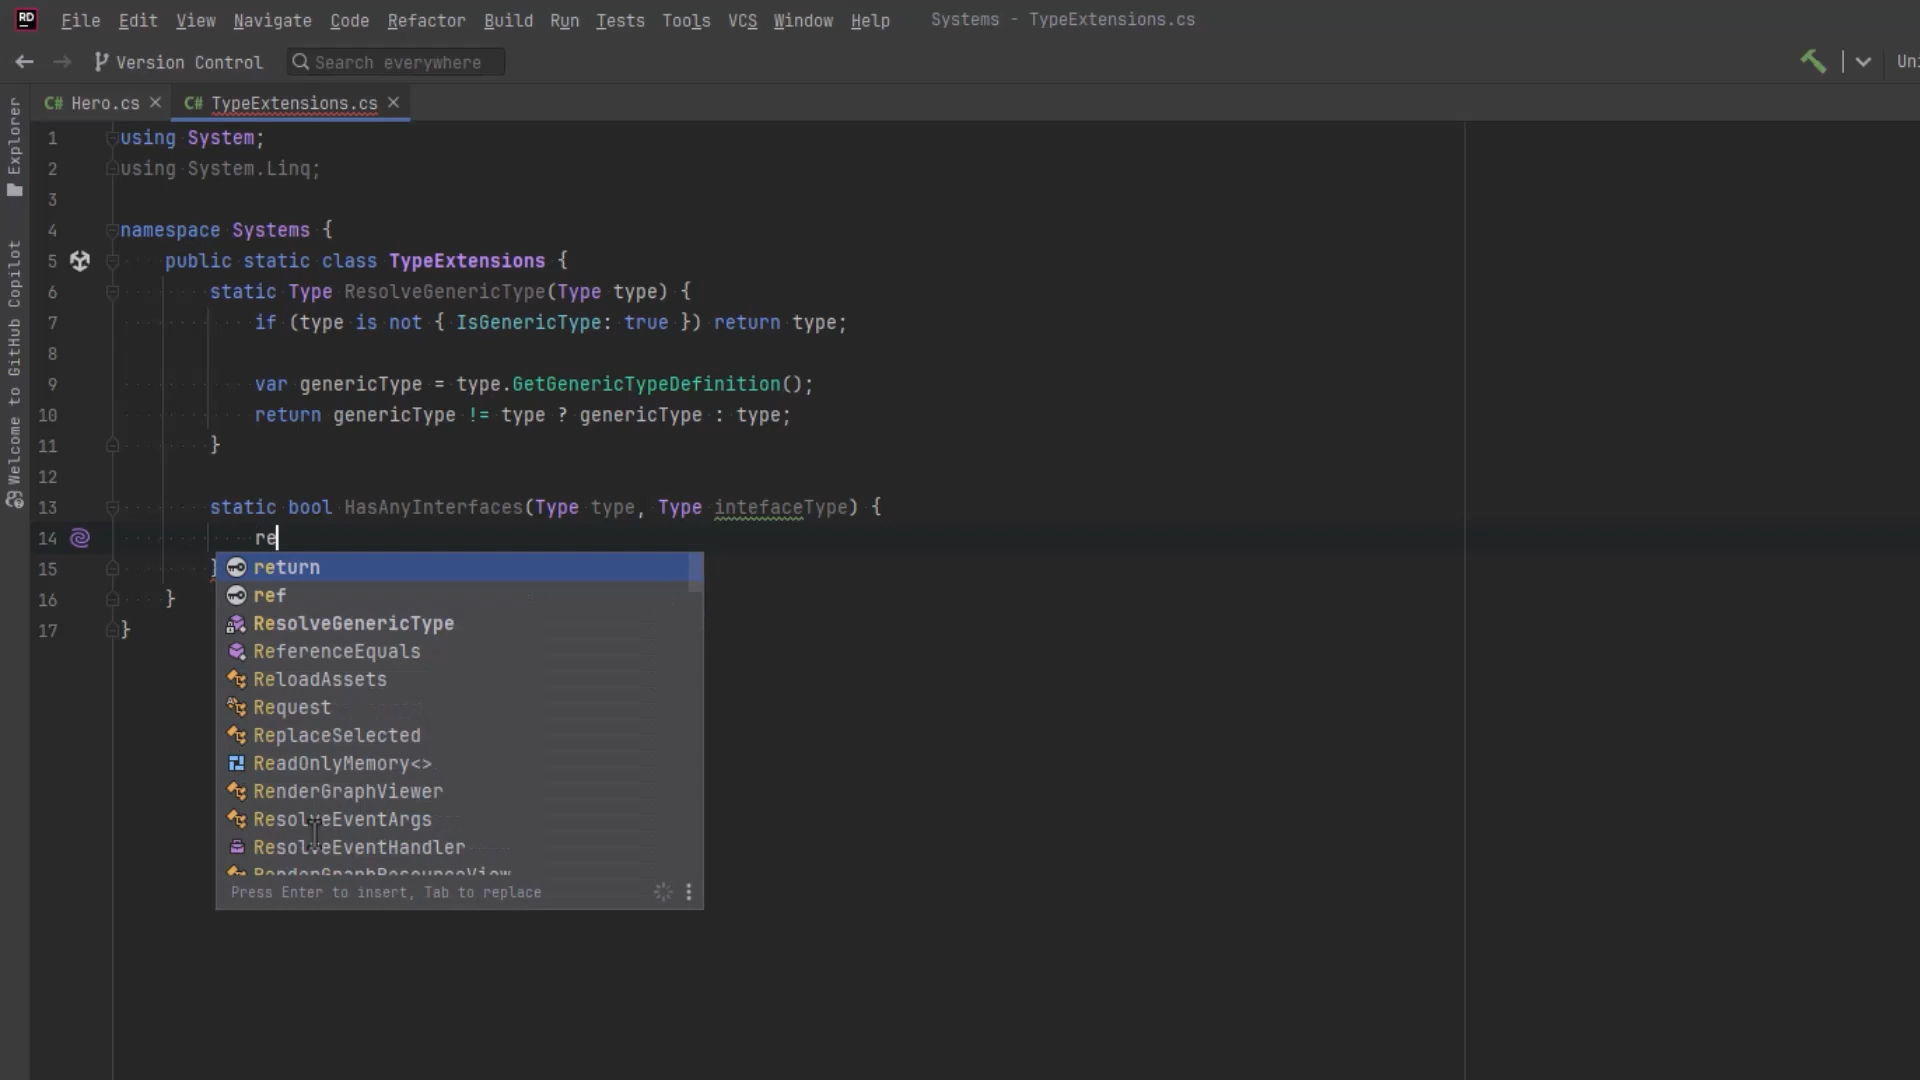 RD File Edit View Navigate Code Refactor Build Run Tests Tools VCS Window Help Systems - TypeExtensions.cs
Version Control Search everywhere Uni
C# Hero.cs C# TypeExtensions.cs
Explorer
Welcome to GitHub Copilot
1 using System;
2 using System.Linq;
3
4 namespace Systems {
5 public static class TypeExtensions {
6 static Type ResolveGenericType(Type type) {
7 if (type is not { IsGenericType: true }) return type;
8
9 var genericType = type.GetGenericTypeDefinition();
10 return genericType != type ? genericType : type;
11 }
12
13 static bool HasAnyInterfaces(Type type, Type intefaceType) {
14 re
15 }
16 }
17 }
return
ref
ResolveGenericType
ReferenceEquals
ReloadAssets
Request
ReplaceSelected
ReadOnlyMemory<>
RenderGraphViewer
ResolveEventArgs
ResolveEventHandler
RenderGraphResourceView
Press Enter to insert, Tab to replace